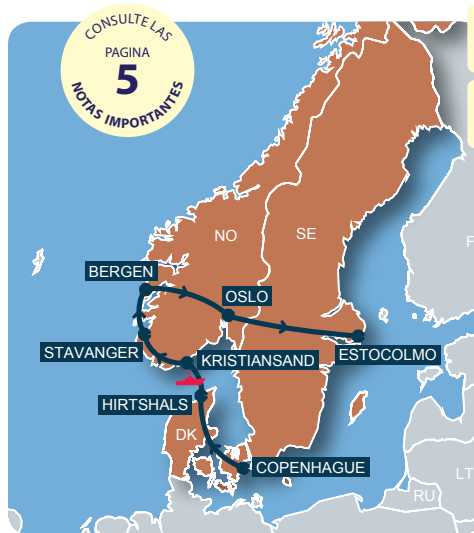 CONSULTE LAS
PAGINA
5
NOTAS IMPORTANTES
NO
SE
F
BERGEN
OSLO
STAVANGER
KRISTIANSAND
ESTOCOLMO
HIRTSHALS
DK
COPENHAGUE
LT
RU